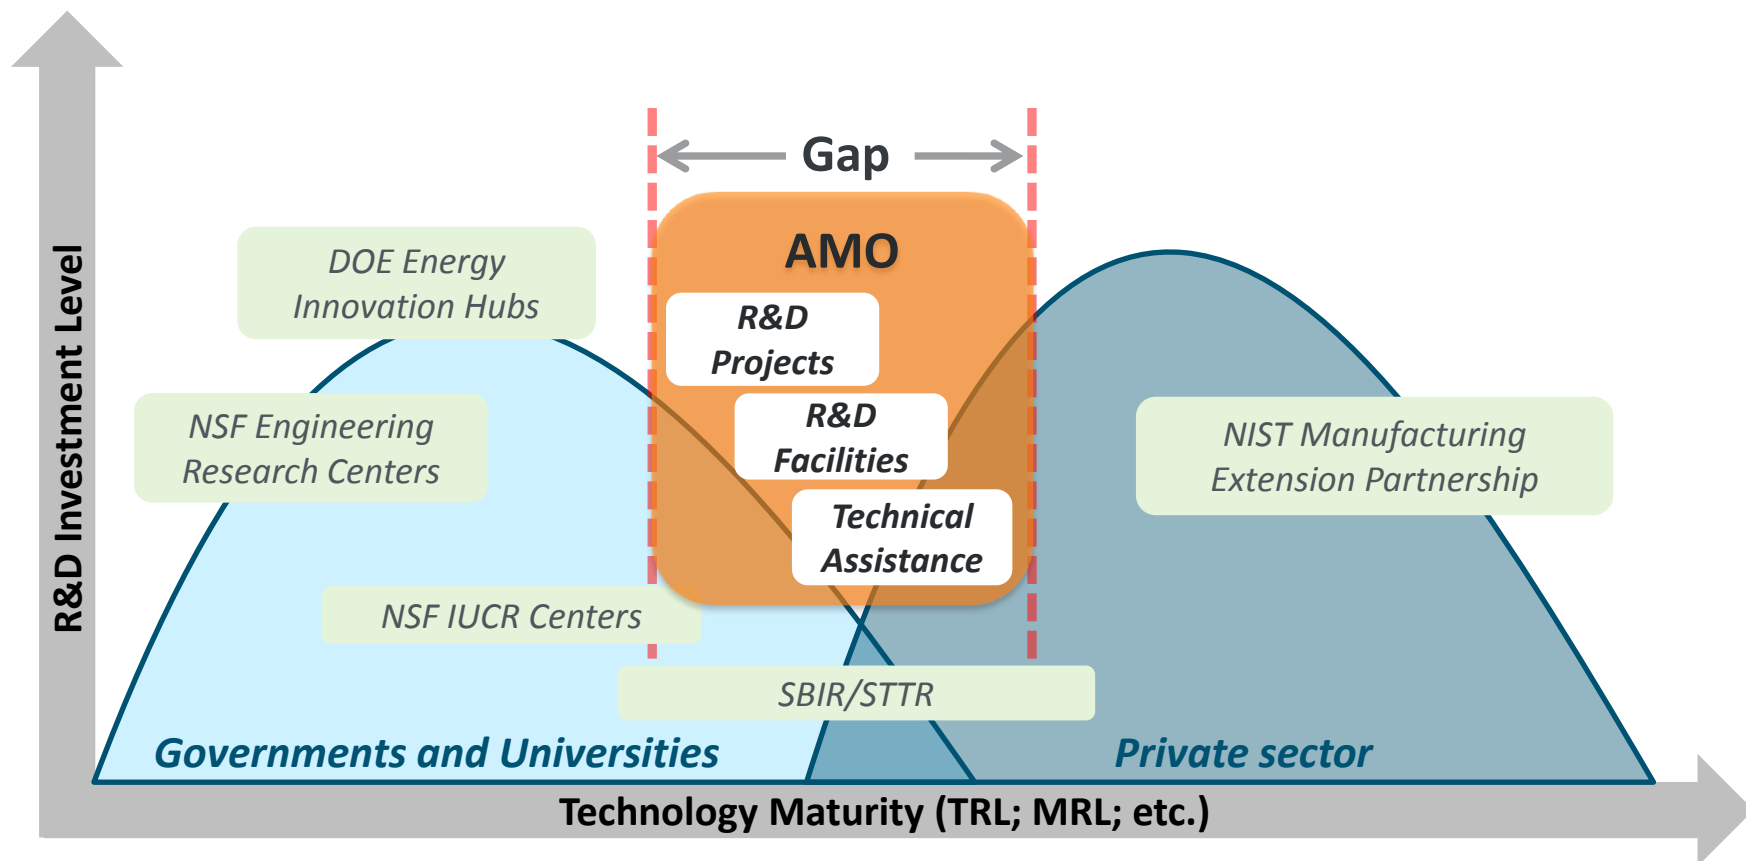 Gap
AMO
DOE Energy
Innovation Hubs
R&D
Projects
NSF Engineering
Research Centers
R&D
Facilities
NIST Manufacturing
Extension Partnership
Technical
Assistance
NSF IUCR Centers
SBIR/STTR
Governments and Universities
Private sector
R&D Investment Level
Technology Maturity (TRL; MRL; etc.)